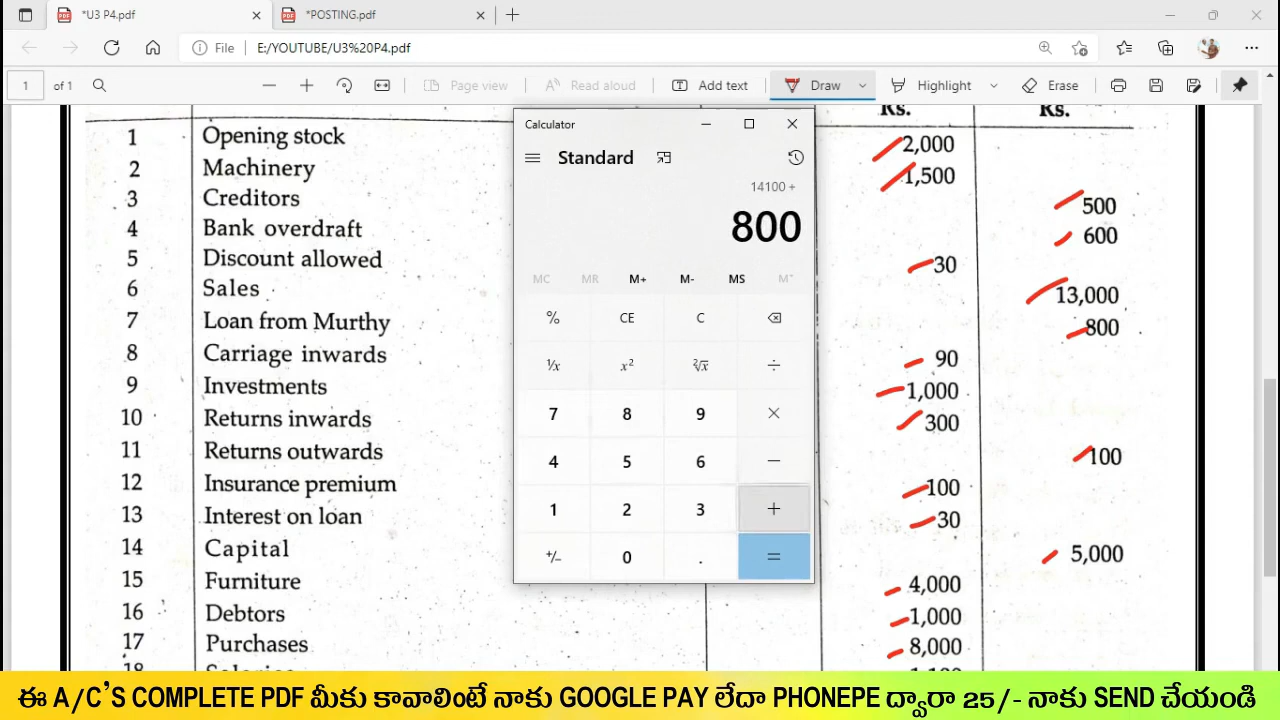 *U3 P4.pdf
*POSTING.pdf
File E:/YOUTUBE/U3%20P4.pdf
1 of 1 Page view Read aloud Add text Draw Highlight Erase
Rs. Rs.
1 Opening stock 2,000
2 Machinery 1,500
3 Creditors 500
4 Bank overdraft 600
5 Discount allowed 30
6 Sales 13,000
7 Loan from Murthy 800
8 Carriage inwards 90
9 Investments 1,000
10 Returns inwards 300
11 Returns outwards 100
12 Insurance premium 100
13 Interest on loan 30
14 Capital 5,000
15 Furniture 4,000
16 Debtors 1,000
17 Purchases 8,000
Calculator
Standard
14100 +
800
MC MR M+ M- MS M˅
% CE C
¹/x x² ²√x ÷
7 8 9 ×
4 5 6 −
1 2 3 +
+/− 0 . =
ఈ A/C'S COMPLETE PDF మీకు కావాలింటే నాకు GOOGLE PAY లేదా PHONEPE ద్వారా 25/- నాకు SEND చేయండి